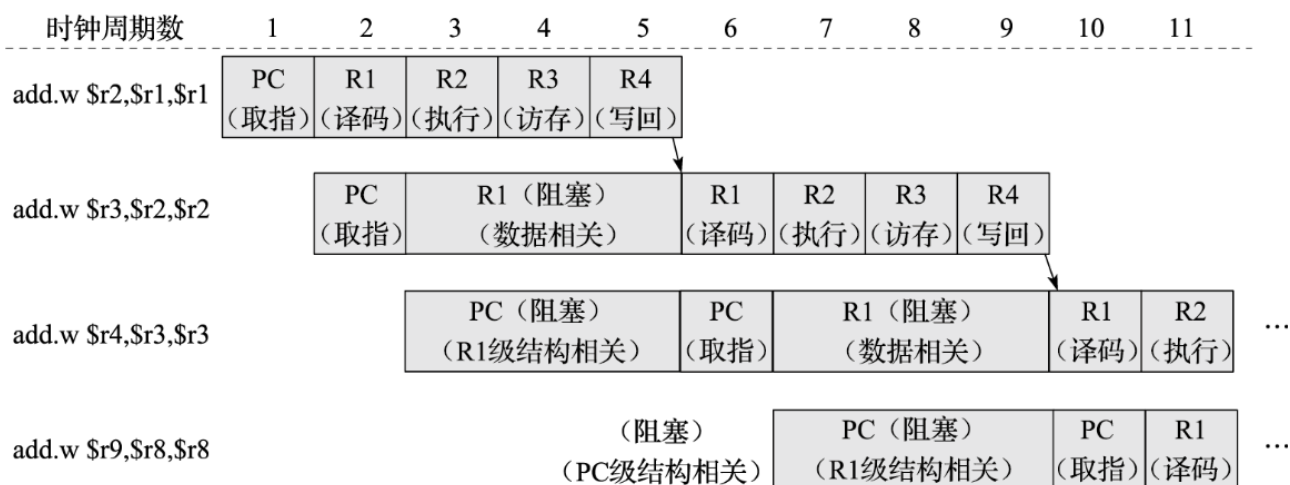 时钟周期数 1 2 3 4 5 6 7 8 9 10 11
add.w $r2,$r1,$r1
PC R1 R2 R3 R4
(取指) (译码) (执行) (访存) (写回)
add.w $r3,$r2,$r2
PC R1（阻塞） R1 R2 R3 R4
(取指) (数据相关) (译码) (执行) (访存) (写回)
add.w $r4,$r3,$r3
PC（阻塞） PC R1（阻塞） R1 R2 ...
(R1级结构相关) (取指) (数据相关) (译码) (执行)
add.w $r9,$r8,$r8
（阻塞） PC（阻塞） PC R1 ...
(PC级结构相关) (R1级结构相关) (取指) (译码)